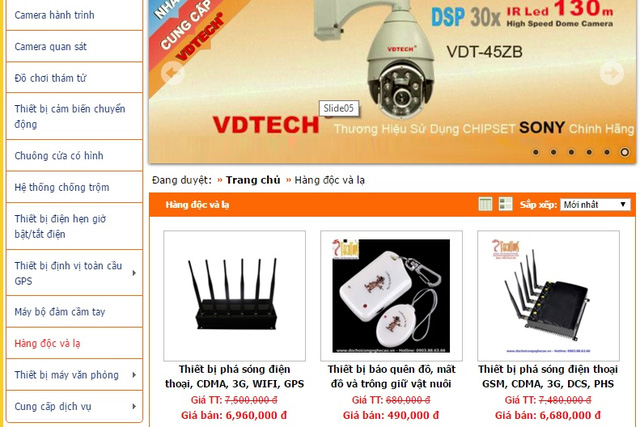 Camera hành trình
Camera quan sát
Đồ chơi thám tử
Thiết bị cảm biến chuyển
động
Chuông cửa có hình
Hệ thống chống trộm
Thiết bị điện hẹn giờ
bật/tắt điện
Thiết bị định vị toàn cầu
GPS
Máy bộ đàm cầm tay
Hàng độc và lạ
Thiết bị máy văn phòng
Cung cấp dịch vụ
NHÀ
CUNG CẤP
VDTECH
DSP 30x IR Led 130m
High Speed Dome Camera
VDTECH
VDT-45ZB
Slide05
VDTECH Thương Hiệu Sử Dụng CHIPSET SONY Chính Hãng
Đang duyệt: » Trang chủ » Hàng độc và lạ
Hàng độc và lạ
Sắp xếp: Mới nhất
Thiết bị phá sóng điện
thoại, CDMA, 3G, WIFI, GPS
Giá TT: 7,500,000 đ
Giá bán: 6,960,000 đ
Thiết bị báo quên đồ, mất
đồ và trông giữ vật nuôi
Giá TT: 680,000 đ
Giá bán: 490,000 đ
Thiết bị phá sóng điện thoại
GSM, CDMA, 3G, DCS, PHS
Giá TT: 7,480,000 đ
Giá bán: 6,680,000 đ